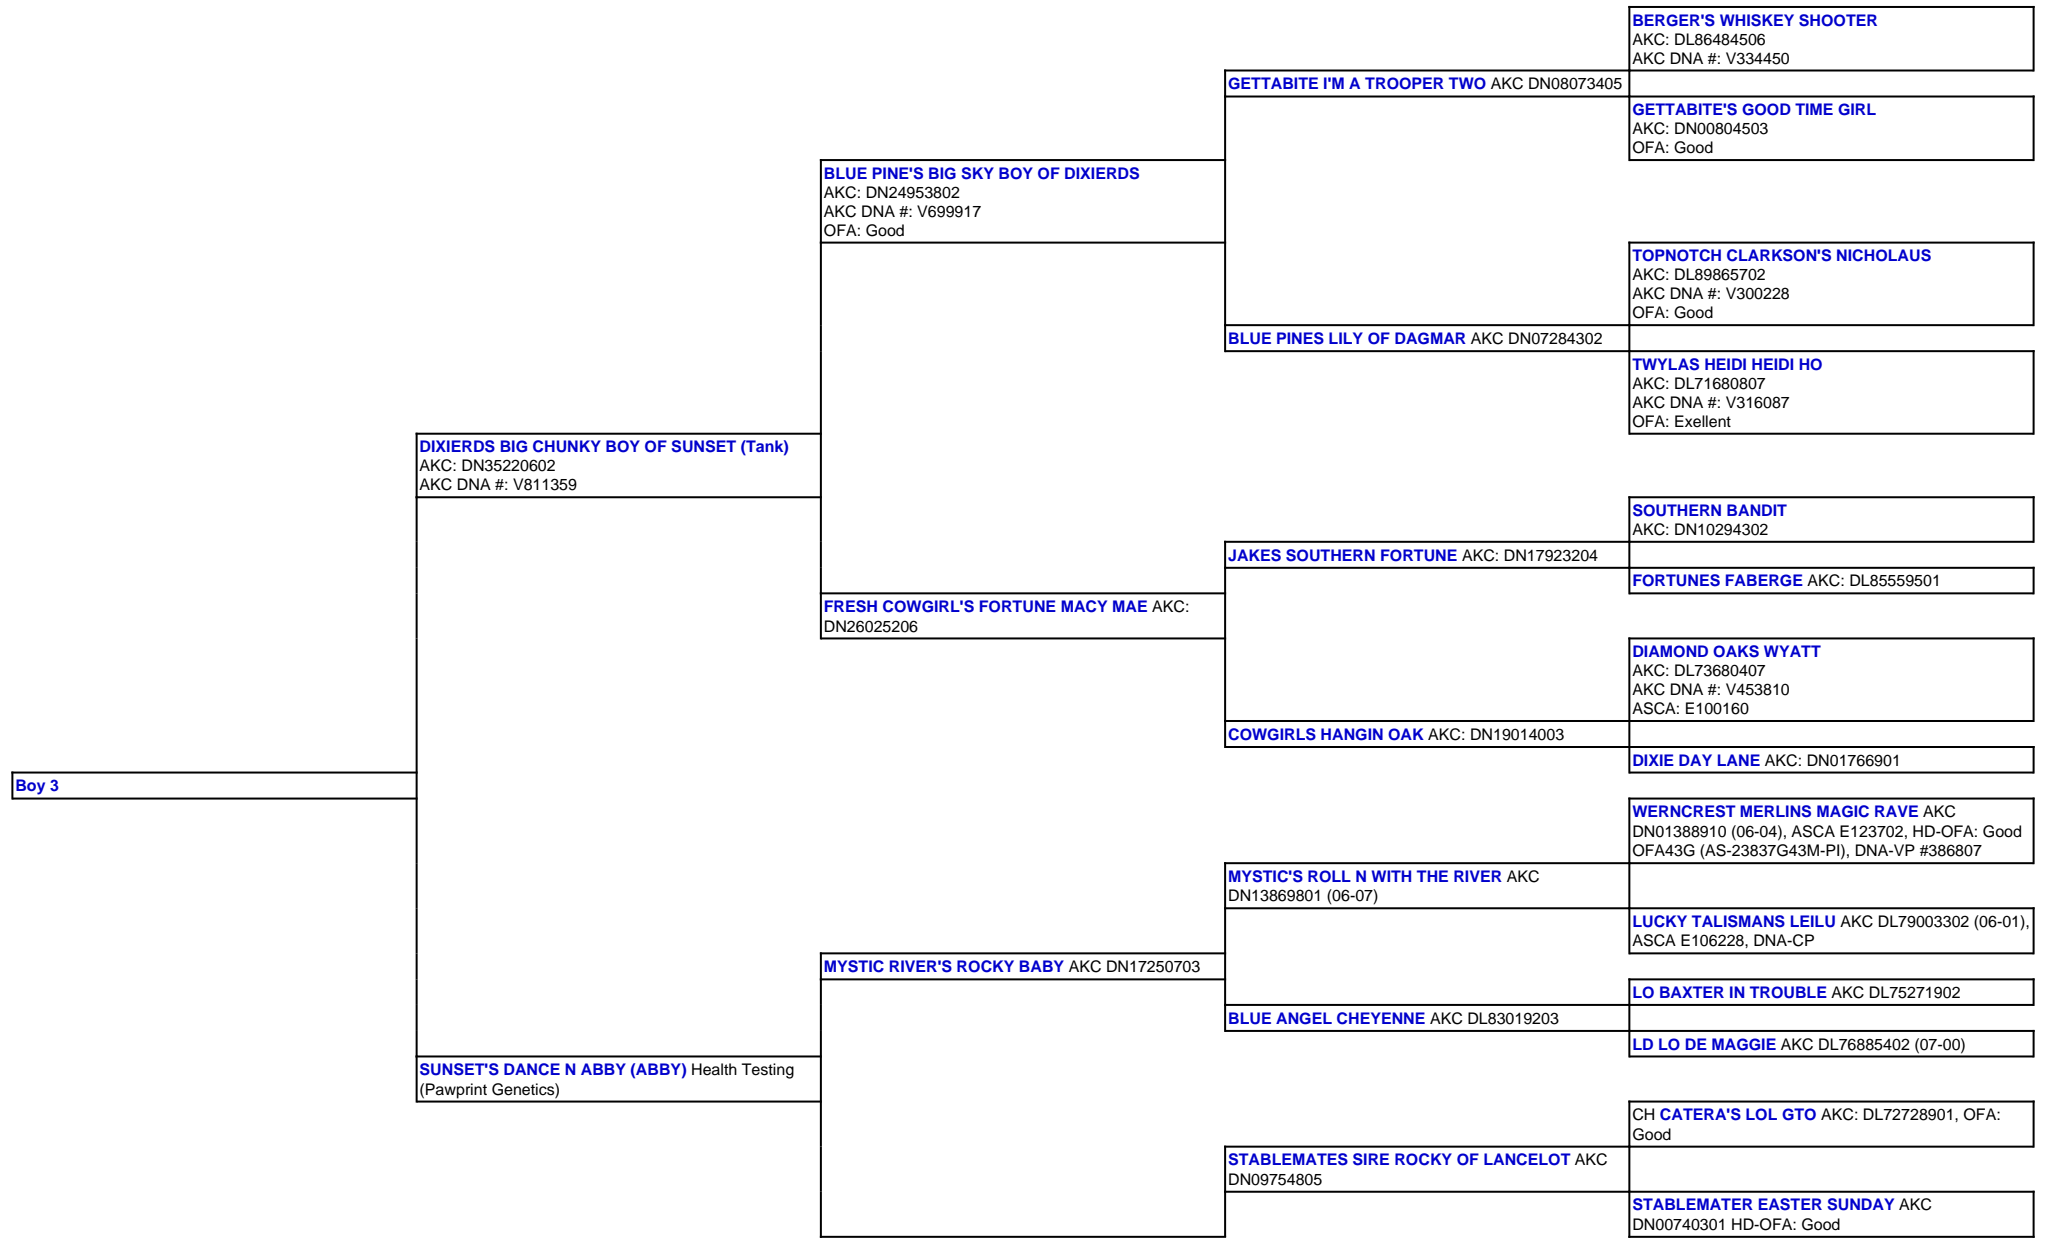 Boy 3
DIXIERDS BIG CHUNKY BOY OF SUNSET (Tank)
AKC: DN35220602
AKC DNA #: V811359
SUNSET'S DANCE N ABBY (ABBY) Health Testing
(Pawprint Genetics)
BLUE PINE'S BIG SKY BOY OF DIXIERDS
AKC: DN24953802
AKC DNA #: V699917
OFA: Good
FRESH COWGIRL'S FORTUNE MACY MAE AKC:
DN26025206
MYSTIC RIVER'S ROCKY BABY AKC DN17250703
GETTABITE I'M A TROOPER TWO AKC DN08073405
BLUE PINES LILY OF DAGMAR AKC DN07284302
JAKES SOUTHERN FORTUNE AKC: DN17923204
COWGIRLS HANGIN OAK AKC: DN19014003
MYSTIC'S ROLL N WITH THE RIVER AKC
DN13869801 (06-07)
BLUE ANGEL CHEYENNE AKC DL83019203
STABLEMATES SIRE ROCKY OF LANCELOT AKC
DN09754805
BERGER'S WHISKEY SHOOTER
AKC: DL86484506
AKC DNA #: V334450
GETTABITE'S GOOD TIME GIRL
AKC: DN00804503
OFA: Good
TOPNOTCH CLARKSON'S NICHOLAUS
AKC: DL89865702
AKC DNA #: V300228
OFA: Good
TWYLAS HEIDI HEIDI HO
AKC: DL71680807
AKC DNA #: V316087
OFA: Exellent
SOUTHERN BANDIT
AKC: DN10294302
FORTUNES FABERGE AKC: DL85559501
DIAMOND OAKS WYATT
AKC: DL73680407
AKC DNA #: V453810
ASCA: E100160
DIXIE DAY LANE AKC: DN01766901
WERNCREST MERLINS MAGIC RAVE AKC
DN01388910 (06-04), ASCA E123702, HD-OFA: Good
OFA43G (AS-23837G43M-PI), DNA-VP #386807
LUCKY TALISMANS LEILU AKC DL79003302 (06-01),
ASCA E106228, DNA-CP
LO BAXTER IN TROUBLE AKC DL75271902
LD LO DE MAGGIE AKC DL76885402 (07-00)
CH CATERA'S LOL GTO AKC: DL72728901, OFA:
Good
STABLEMATER EASTER SUNDAY AKC
DN00740301 HD-OFA: Good